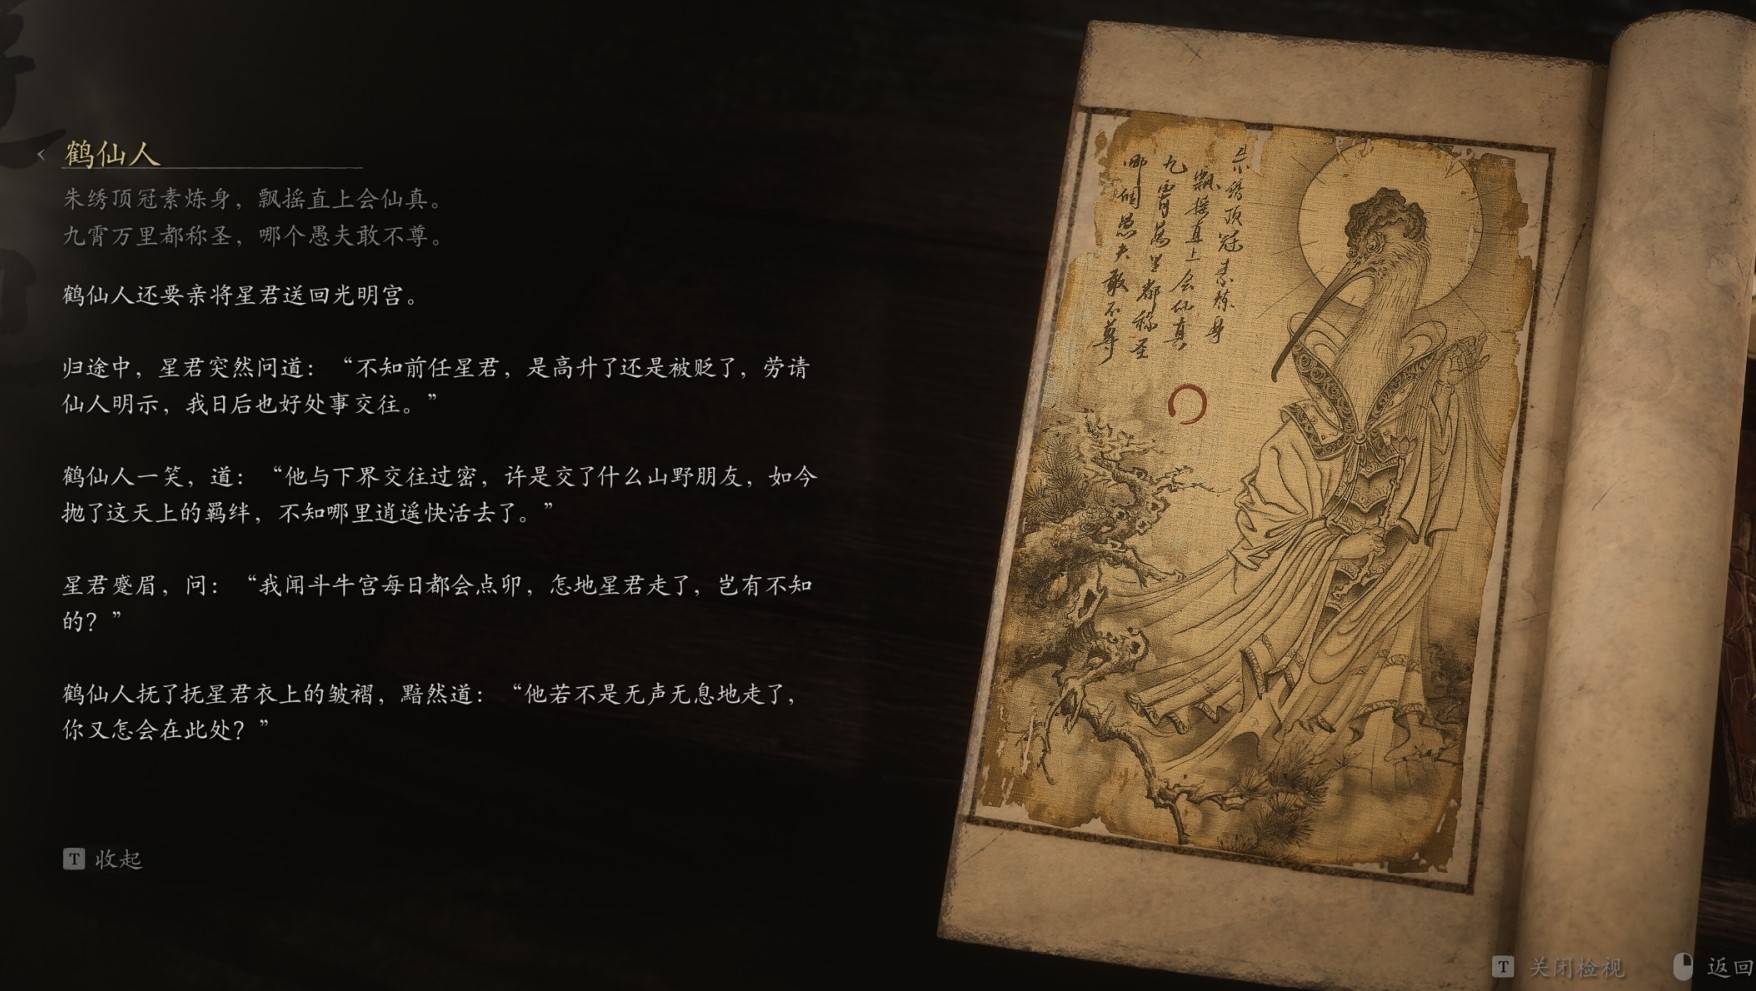 鹤仙人
朱绣顶冠素炼身，飘摇直上会仙真。
九霄万里都称圣，哪个愚夫敢不尊。
鹤仙人还要亲将星君送回光明宫。
归途中，星君突然问道：“不知前任星君，是高升了还是被贬了，劳请
仙人明示，我日后也好处事交往。”
鹤仙人一笑，道：“他与下界交往过密，许是交了什么山野朋友，如今
抛了这天上的羁绊，不知哪里逍遥快活去了。”
星君蹙眉，问：“我闻斗牛宫每日都会点卯，怎地星君走了，岂有不知
的？”
鹤仙人抚了抚星君衣上的皱褶，黯然道：“他若不是无声无息地走了，
你又怎会在此处？”
T 收起
朱绣顶冠素炼身
飘摇直上会仙真
九霄萬里都称圣
哪個愚夫敢不尊
T 关闭检视
返回